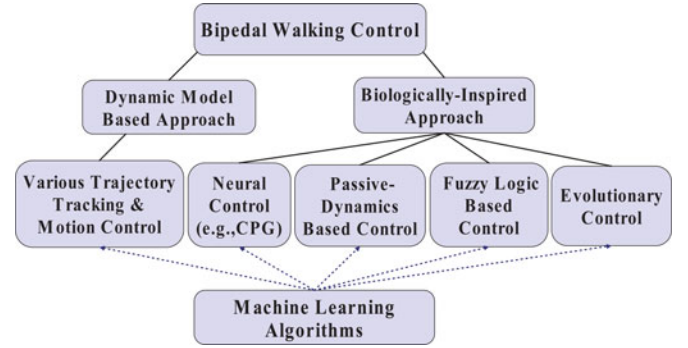 Bipedal Walking Control
Dynamic Model
Based Approach
Biologically-Inspired
Approach
Various Trajectory
Tracking &
Motion Control
Neural
Control
(e.g.,CPG)
Passive-
Dynamics
Based Control
Fuzzy Logic
Based
Control
Evolutionary
Control
Machine Learning
Algorithms